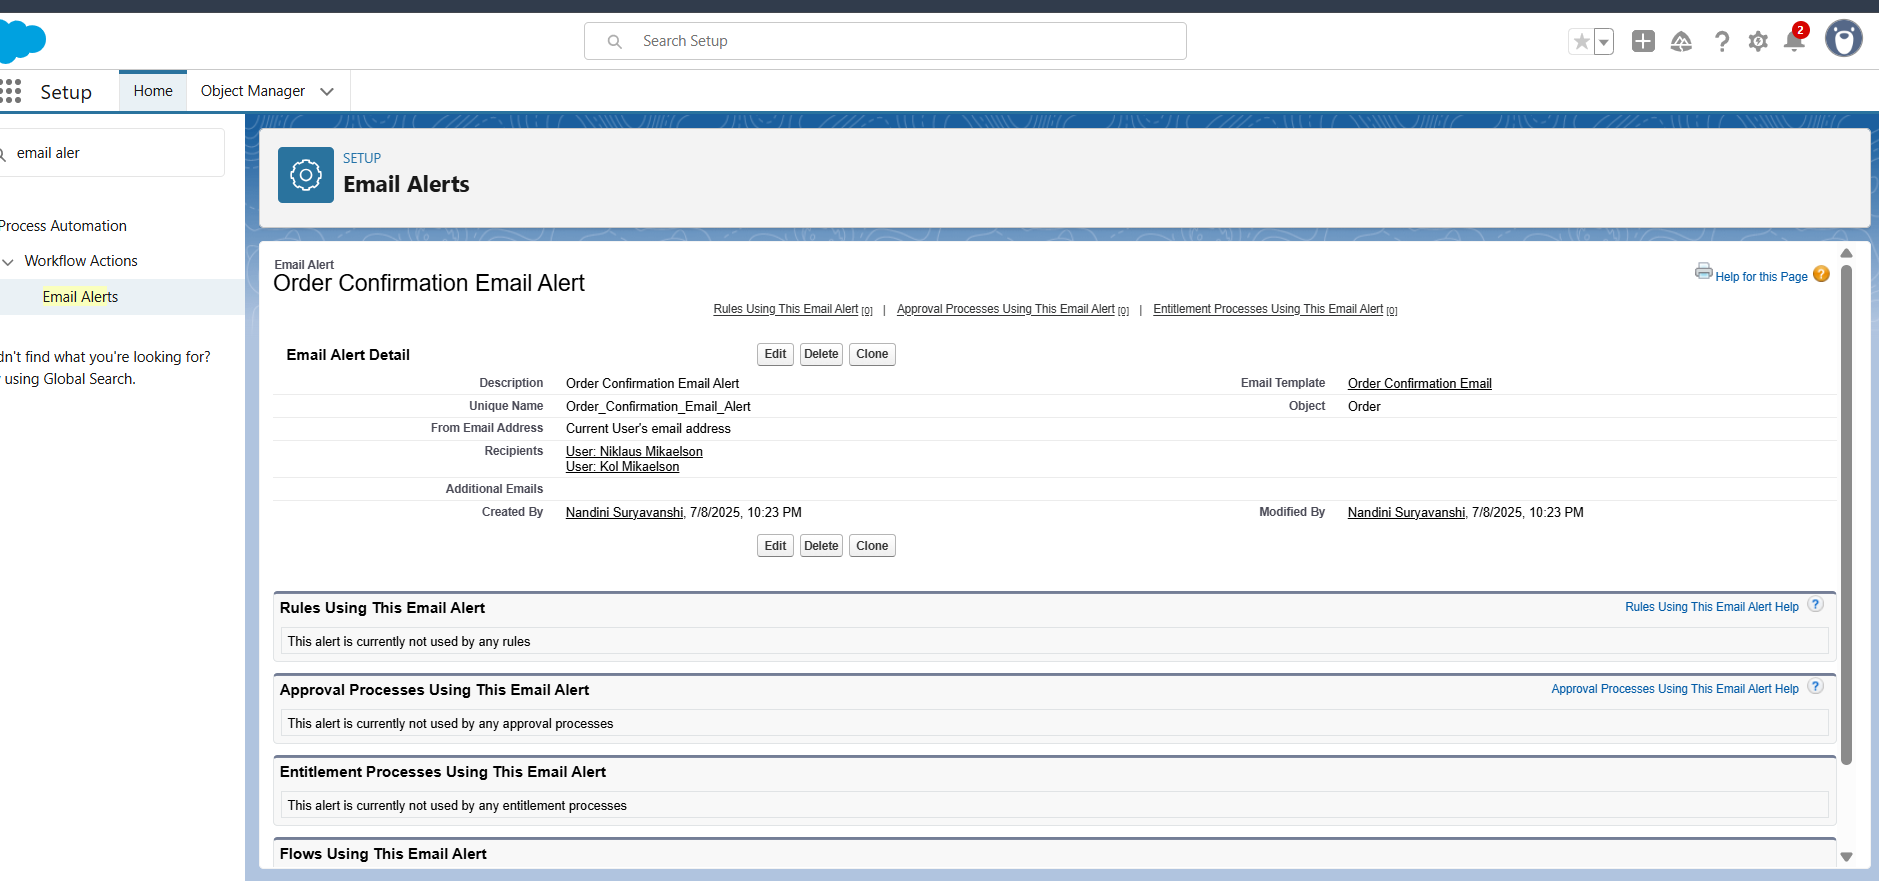 Search Setup
2
Setup
Home
Object Manager
email aler
Process Automation
Workflow Actions
Email Alerts
dn't find what you're looking for?
using Global Search.
SETUP
Email Alerts
Email Alert
Order Confirmation Email Alert
Help for this Page ?
Rules Using This Email Alert [0] | Approval Processes Using This Email Alert [0] | Entitlement Processes Using This Email Alert [0]
Email Alert Detail
Edit Delete Clone
Description Order Confirmation Email Alert Email Template Order Confirmation Email
Unique Name Order_Confirmation_Email_Alert Object Order
From Email Address Current User's email address
Recipients User: Niklaus Mikaelson
User: Kol Mikaelson
Additional Emails
Created By Nandini Suryavanshi, 7/8/2025, 10:23 PM Modified By Nandini Suryavanshi, 7/8/2025, 10:23 PM
Edit Delete Clone
Rules Using This Email Alert
Rules Using This Email Alert Help ?
This alert is currently not used by any rules
Approval Processes Using This Email Alert
Approval Processes Using This Email Alert Help ?
This alert is currently not used by any approval processes
Entitlement Processes Using This Email Alert
This alert is currently not used by any entitlement processes
Flows Using This Email Alert